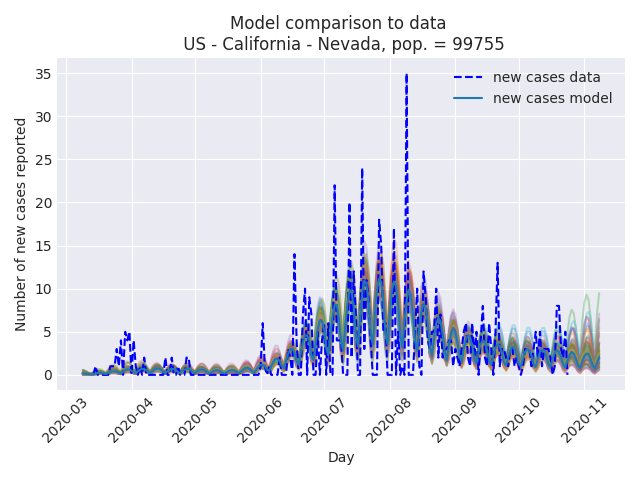 Model comparison to data
US - California - Nevada, pop. = 99755
new cases data
new cases model
Number of new cases reported
35
30
25
20
15
10
5
0
2020-03
2020-04
2020-05
2020-06
2020-07
2020-08
2020-09
2020-10
2020-11
Day